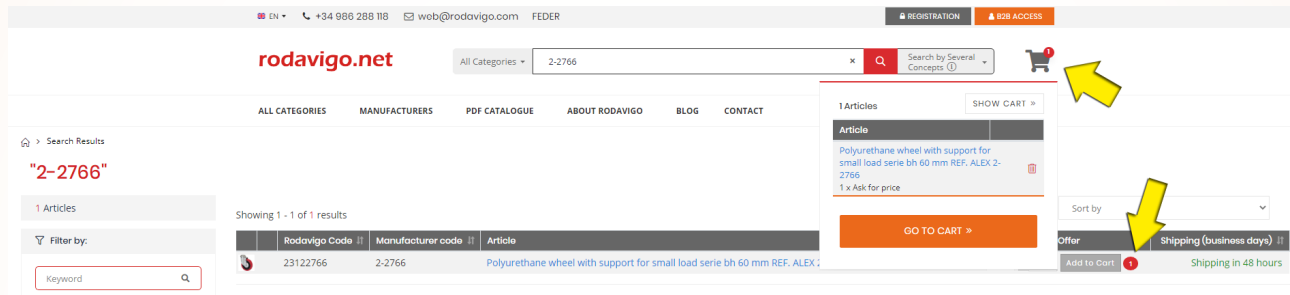 EN +34 986 288 118 web@rodavigo.com FEDER REGISTRATION B2B ACCESS
rodavigo.net All Categories 2-2766 × Search by Several Concepts 1
ALL CATEGORIES MANUFACTURERS PDF CATALOGUE ABOUT RODAVIGO BLOG CONTACT
1 Articles SHOW CART »
Article
Polyurethane wheel with support for
small load serie bh 60 mm REF. ALEX 2-
2766
1 x Ask for price
GO TO CART »
> Search Results
"2-2766"
1 Articles
Filter by:
Keyword
Showing 1 - 1 of 1 results
Sort by
Rodavigo Code Manufacturer code Article Offer Shipping (business days)
23122766 2-2766 Polyurethane wheel with support for small load serie bh 60 mm REF. ALEX 2 Add to Cart 1 Shipping in 48 hours